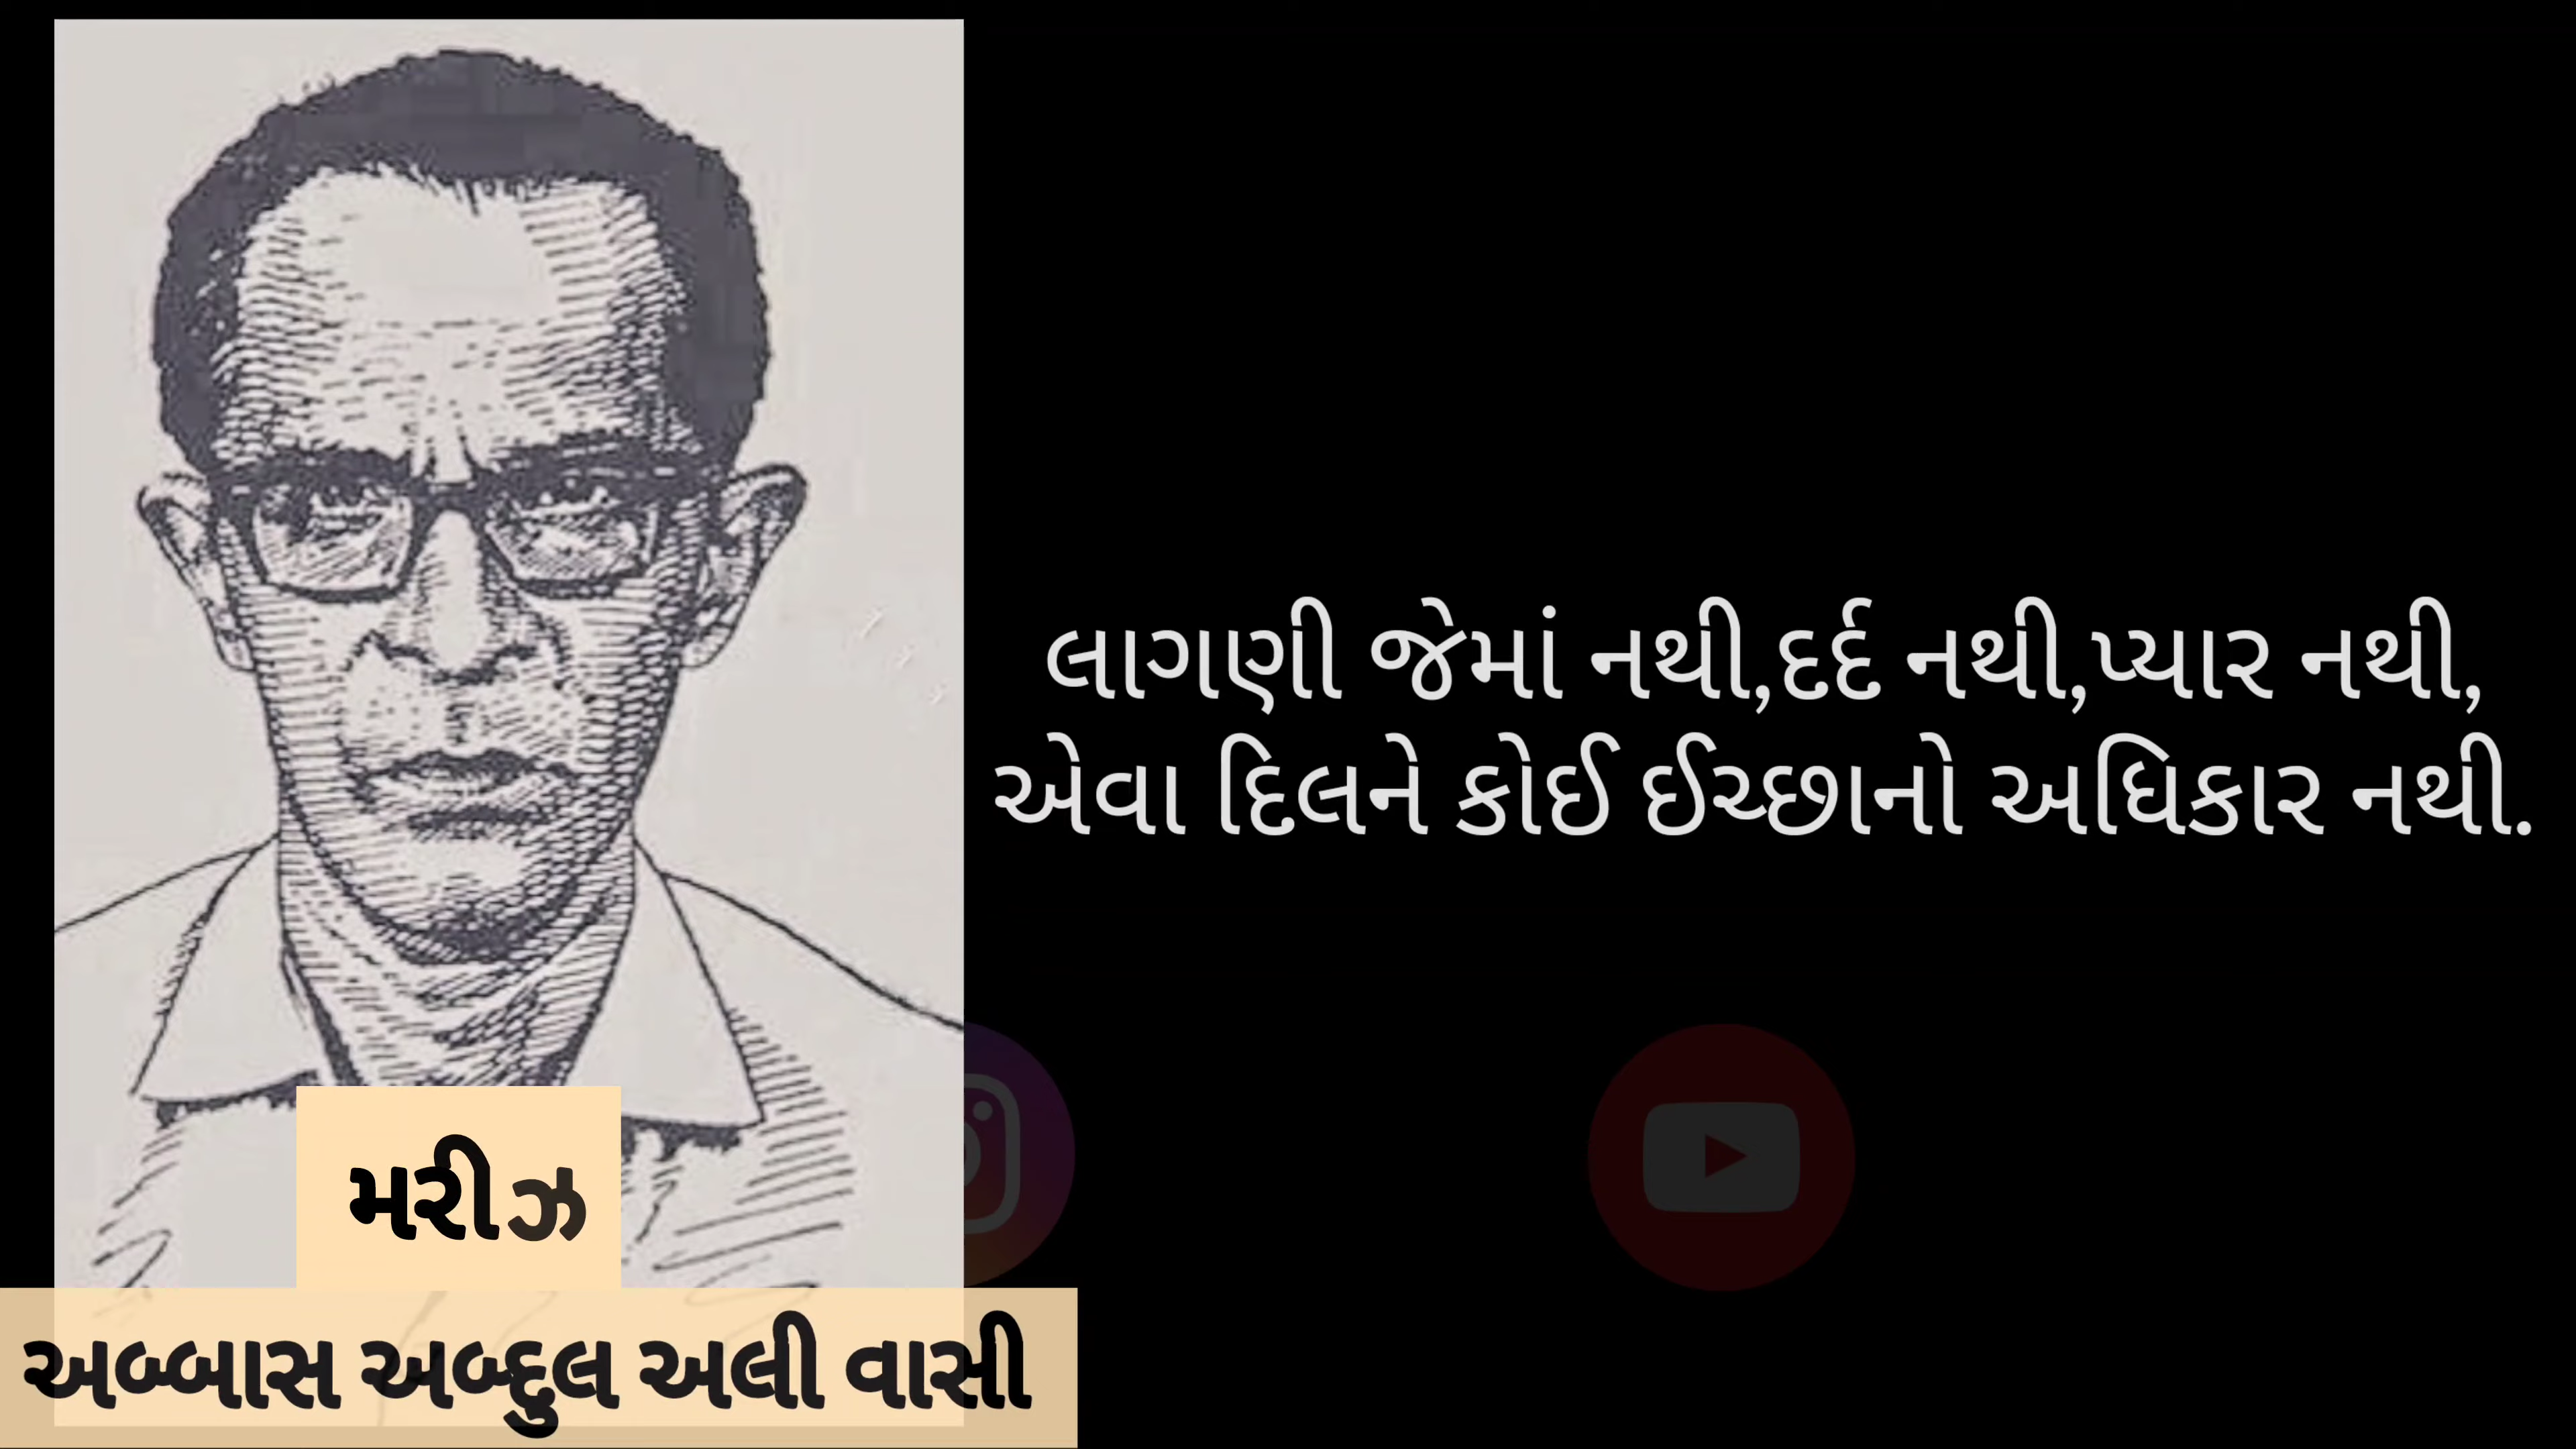 લાગણી જેમાં નથી,દર્દ નથી,પ્યાર નથી,
એવા દિલને કોઈ ઈચ્છાનો અધિકાર નથી.
મરીઝ
અબ્બાસ અબ્દુલ અલી વાસી